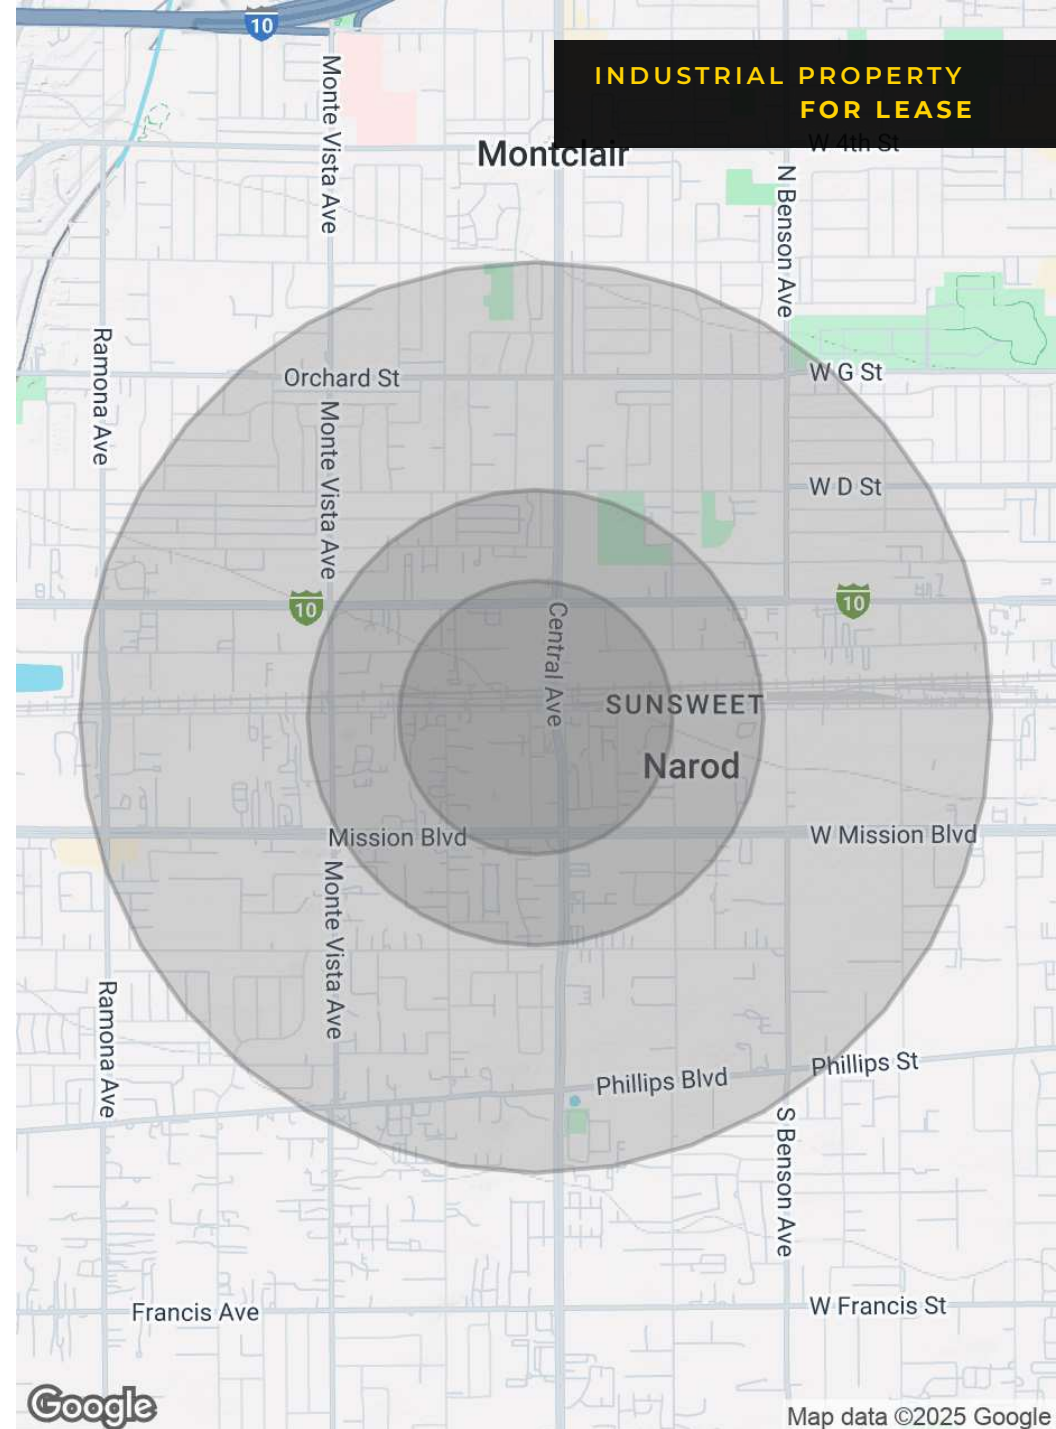 10
INDUSTRIAL PROPERTY
FOR LEASE
Monte Vista Ave
Montclair
W 4th St
N Benson Ave
Ramona Ave
Orchard St
W G St
Monte Vista Ave
W D St
10
10
Central Ave
SUNSWEET
Narod
Mission Blvd
W Mission Blvd
Monte Vista Ave
Ramona Ave
Phillips Blvd
Phillips St
S Benson Ave
Francis Ave
W Francis St
Google
Map data ©2025 Google